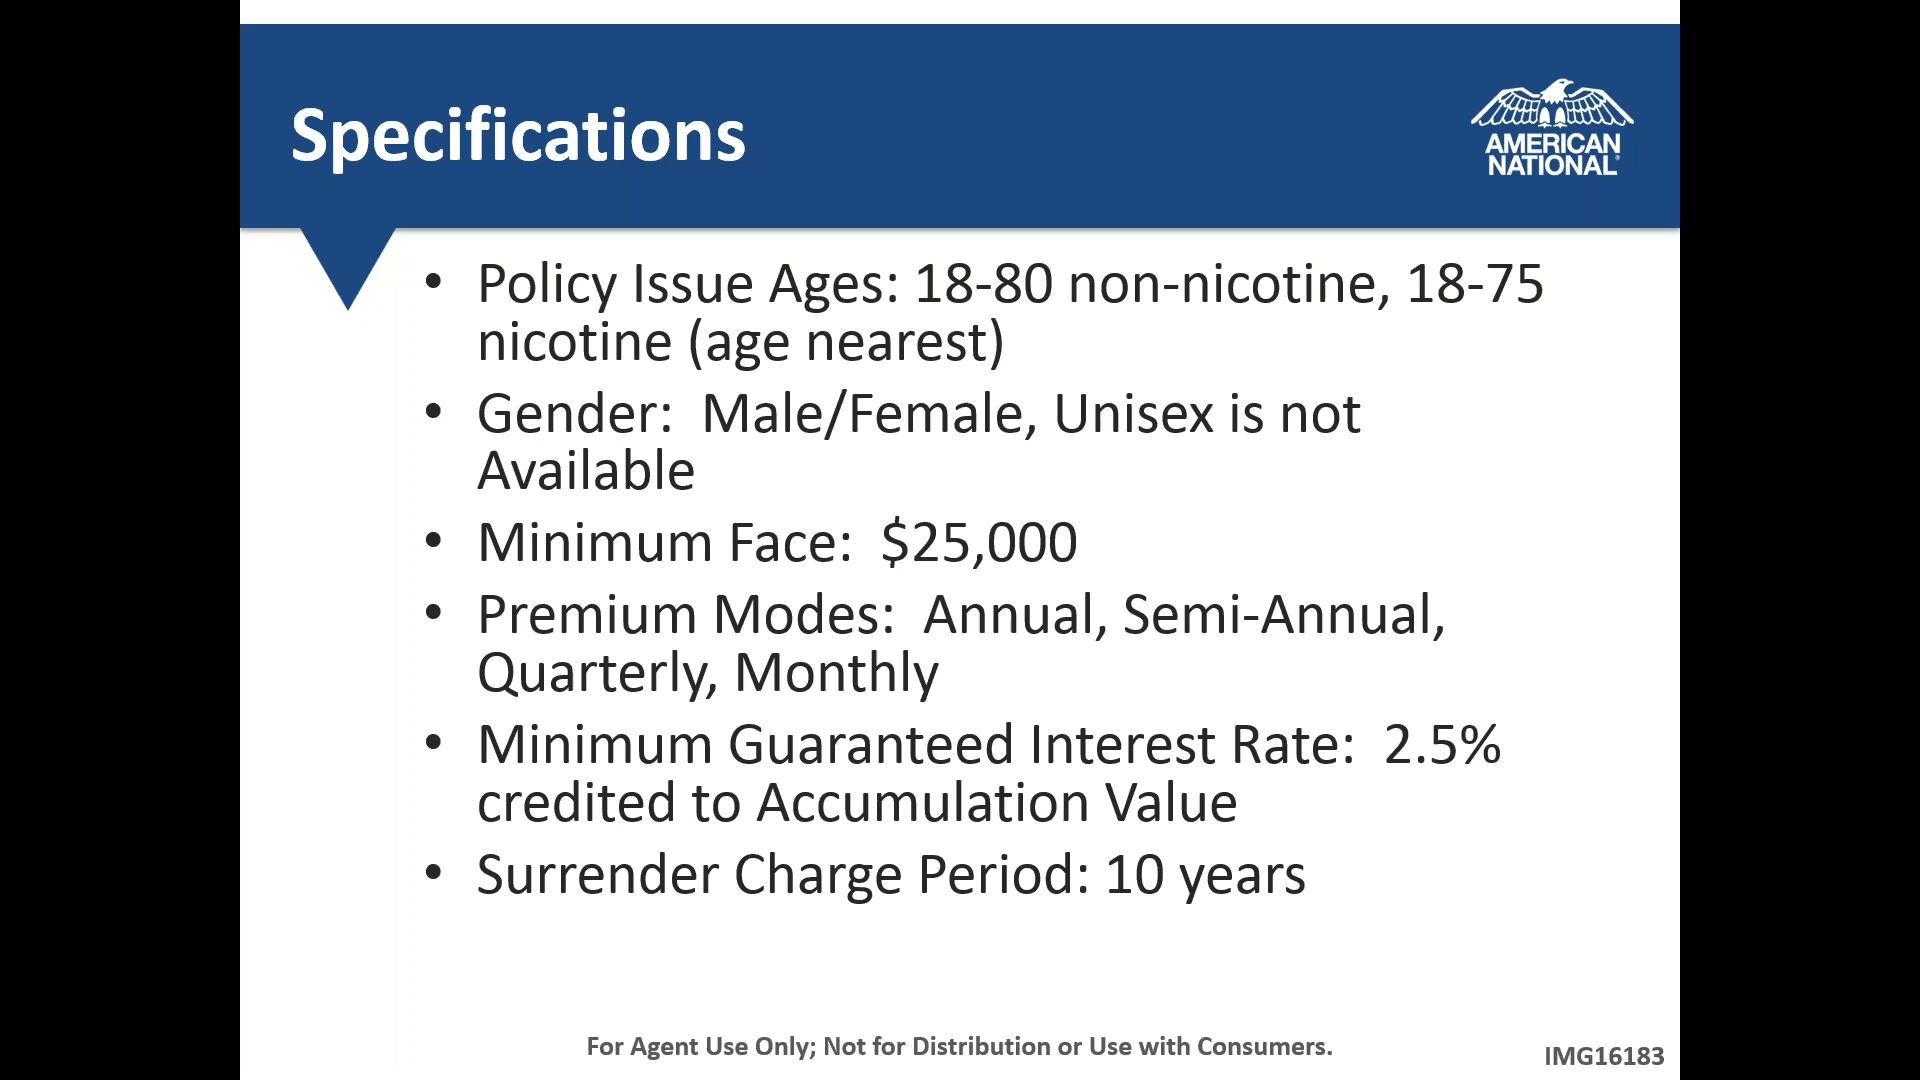 Specifications
AMERICAN
NATIONAL®
• Policy Issue Ages: 18-80 non-nicotine, 18-75
nicotine (age nearest)
• Gender:  Male/Female, Unisex is not
Available
• Minimum Face:  $25,000
• Premium Modes:  Annual, Semi-Annual,
Quarterly, Monthly
• Minimum Guaranteed Interest Rate:  2.5%
credited to Accumulation Value
• Surrender Charge Period: 10 years
For Agent Use Only; Not for Distribution or Use with Consumers.
IMG16183